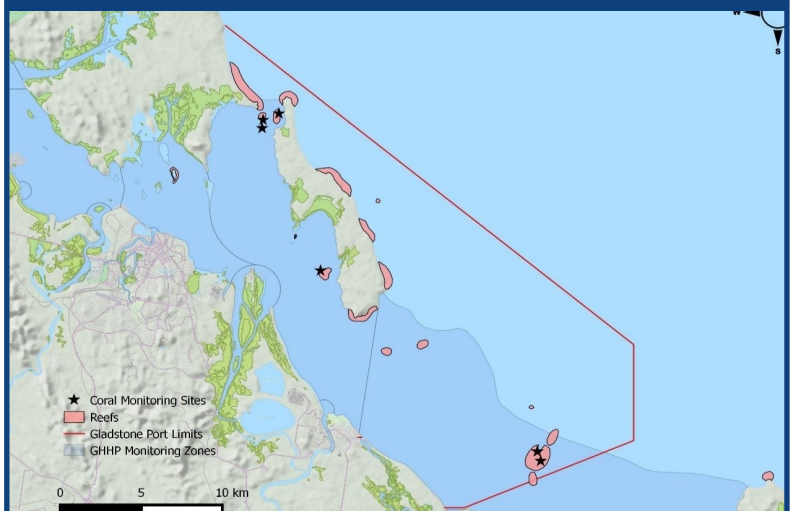 W
S
Coral Monitoring Sites
Reefs
Gladstone Port Limits
GHHP Monitoring Zones
0 5 10 km